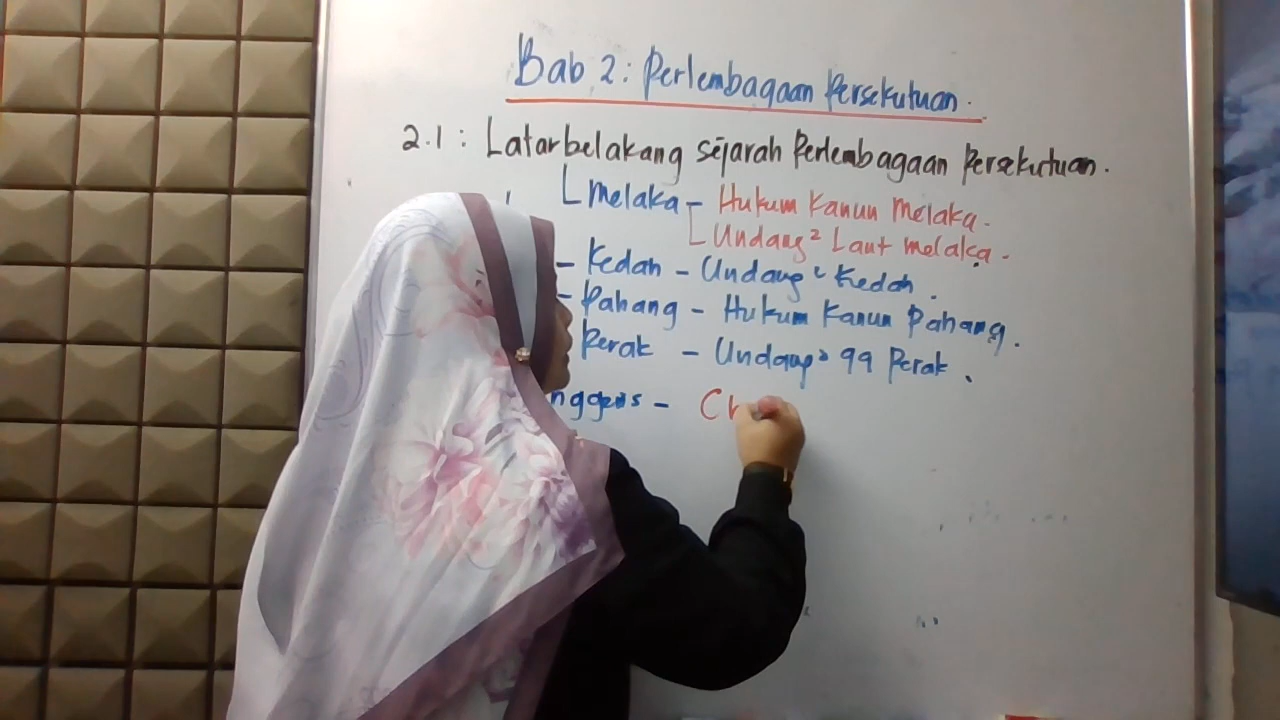 Bab 2: Perlembagaan Persekutuan.
2.1: Latarbelakang sejarah Perlembagaan Persekutuan.
Melaka - Hukum Kanun Melaka.
Undang² Laut Melaka.
- Kedah - Undang² Kedah.
- Pahang - Hukum Kanun Pahang.
Perak - Undang² 99 Perak.